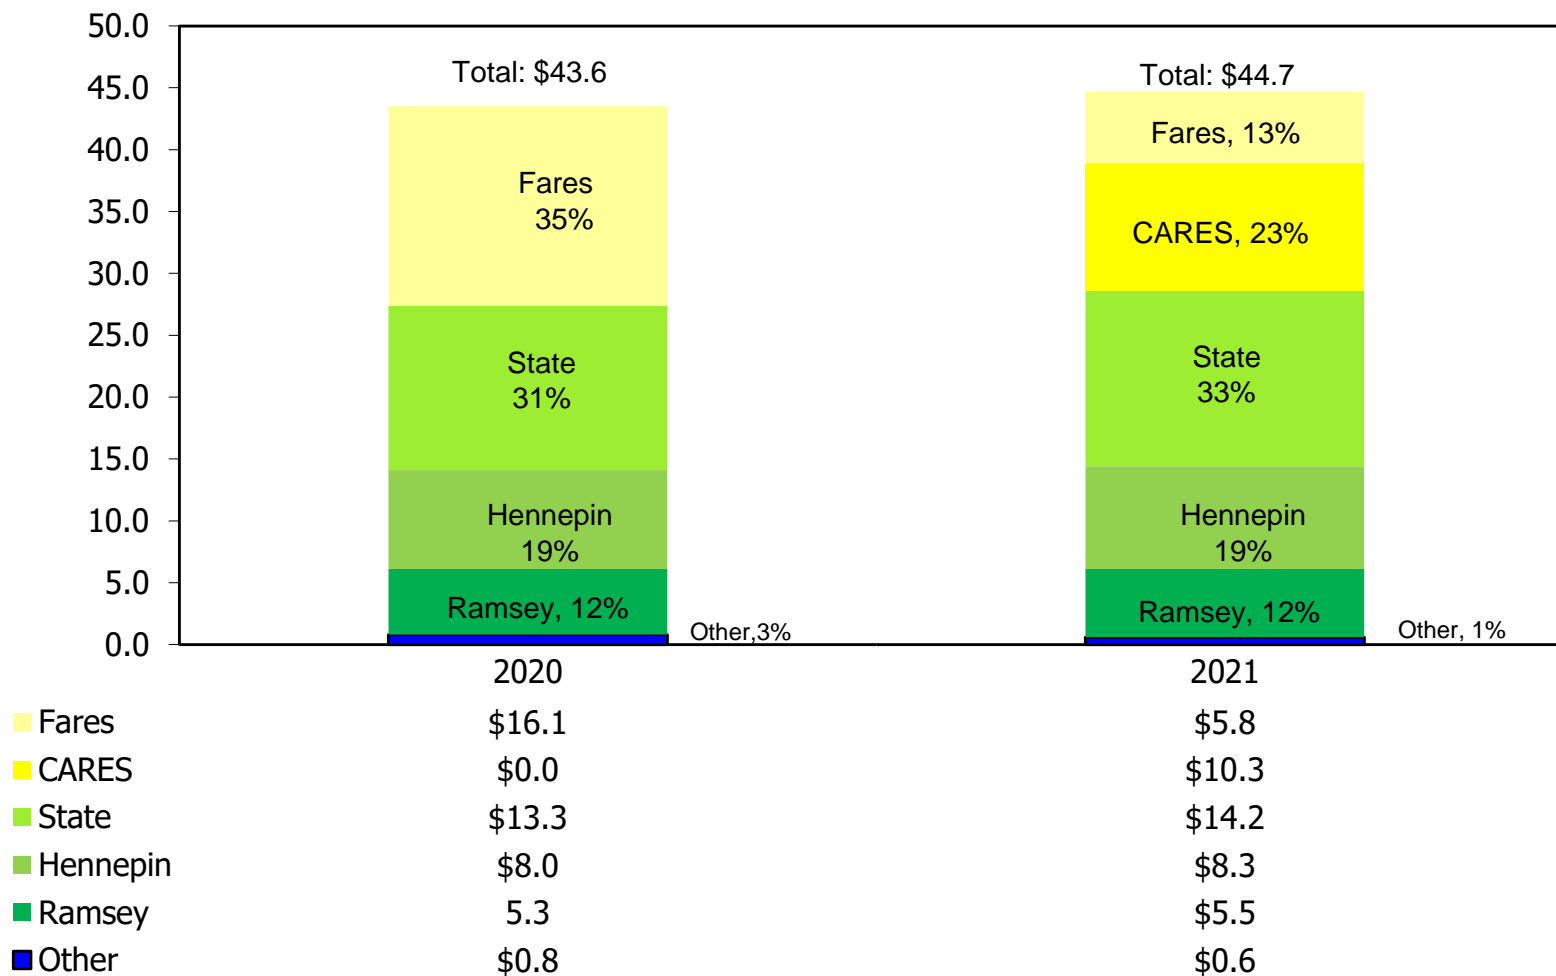 50.0
45.0
40.0
35.0
30.0
25.0
20.0
15.0
10.0
5.0
0.0
Total: $43.6
Fares
35%
State
31%
Hennepin
19%
Ramsey, 12%
Other,3%
Total: $44.7
Fares, 13%
CARES, 23%
State
33%
Hennepin
19%
Ramsey, 12%
Other, 1%
2020 2021
Fares $16.1 $5.8
CARES $0.0 $10.3
State $13.3 $14.2
Hennepin $8.0 $8.3
Ramsey 5.3 $5.5
Other $0.8 $0.6